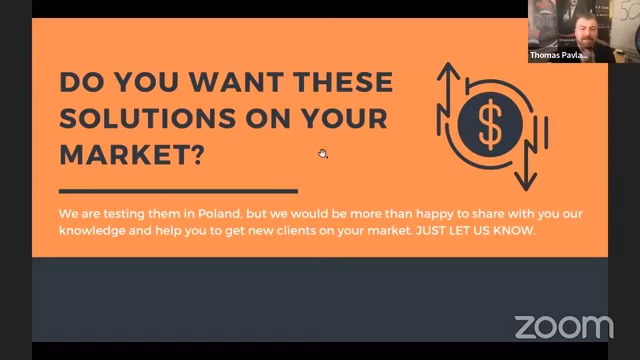 Thomas Pavla...
DO YOU WANT THESE
SOLUTIONS ON YOUR
MARKET?
$
We are testing them in Poland, but we would be more than happy to share with you our
knowledge and help you to get new clients on your market. JUST LET US KNOW.
zoom